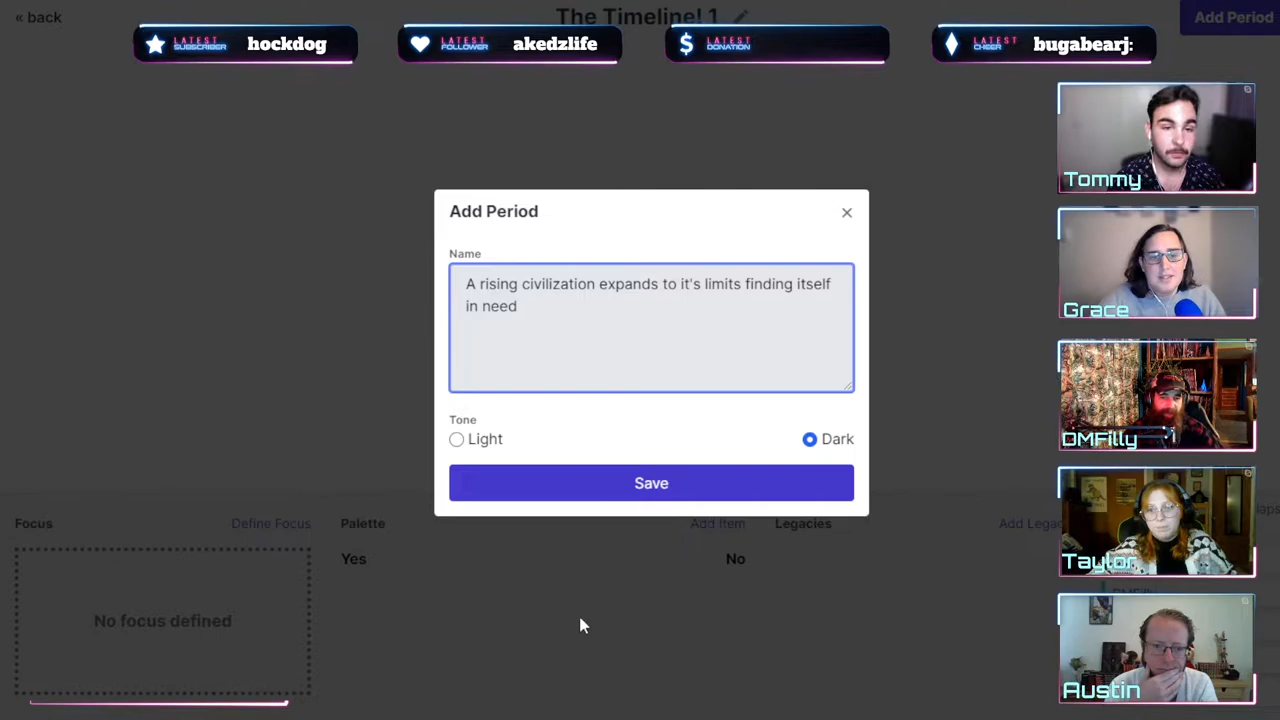 « back
The Timeline! 1
Add Period
LATEST SUBSCRIBER
hockdog
LATEST FOLLOWER
akedzlife
LATEST DONATION
LATEST CHEER
bugabearj:
Tommy
Add Period
Name
A rising civilization expands to it's limits finding itself
in need
Grace
DMFilly
Tone
Light
Dark
Save
Focus
Define Focus
Palette
Add Item
Legacies
Add Legac
Yes
No
Taylor
No focus defined
Austin